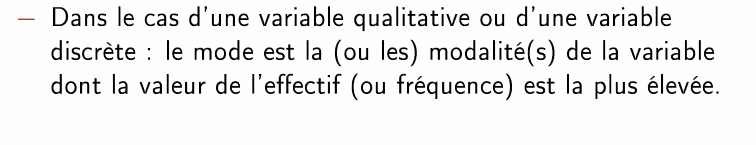 – Dans le cas d'une variable qualitative ou d'une variable
discrète : le mode est la (ou les) modalité(s) de la variable
dont la valeur de l'effectif (ou fréquence) est la plus élevée.